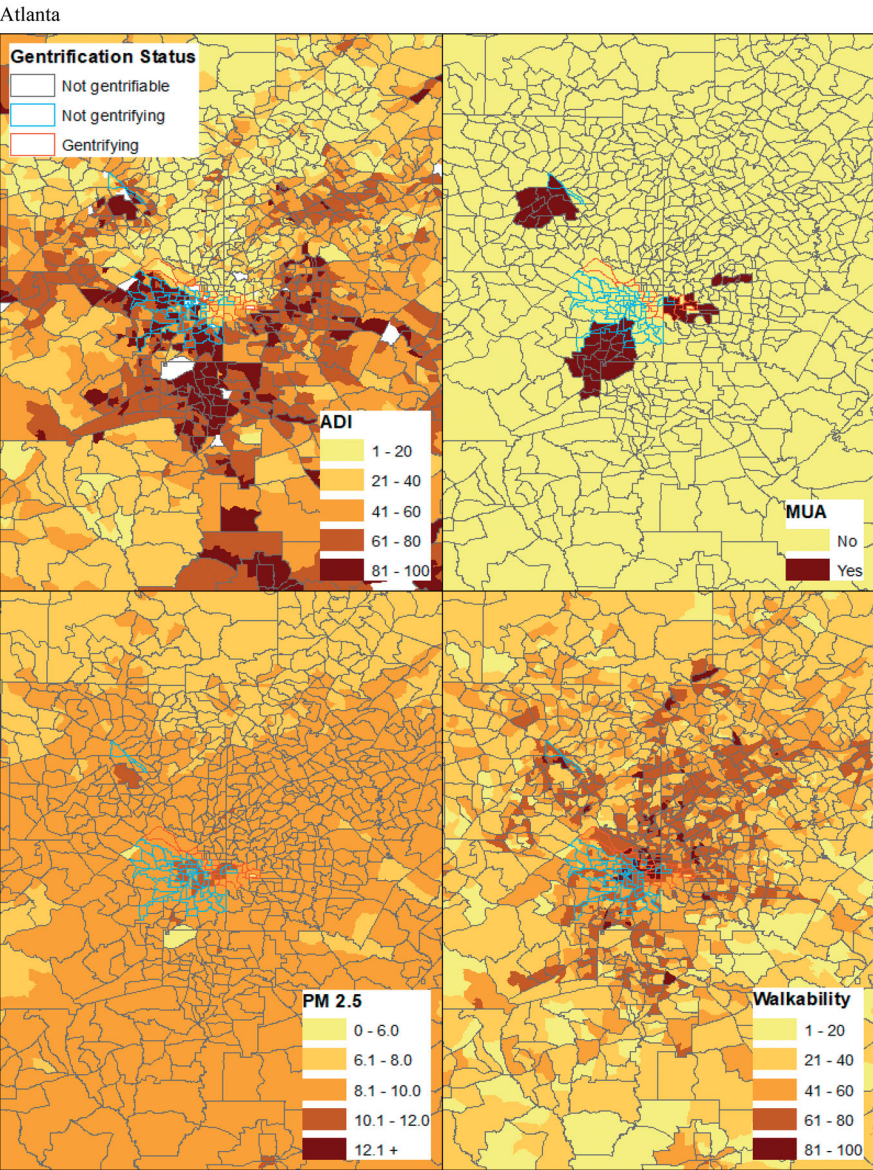 Atlanta
Gentrification Status
Not gentrifiable
Not gentrifying
Gentrifying
ADI
1 - 20
21 - 40
41 - 60
61 - 80
81 - 100
MUA
No
Yes
PM 2.5
0 - 6.0
6.1 - 8.0
8.1 - 10.0
10.1 - 12.0
12.1 +
Walkability
1 - 20
21 - 40
41 - 60
61 - 80
81 - 100